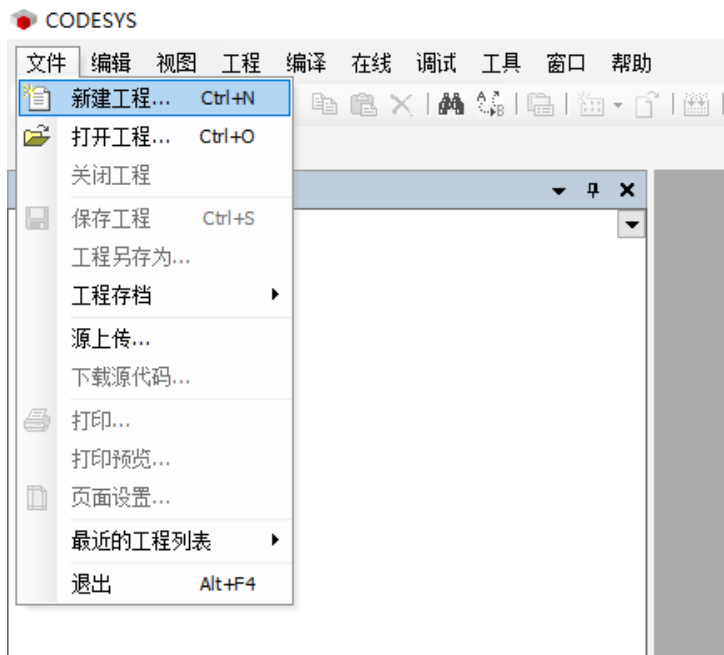 CODESYS
文件 编辑 视图 工程 编译 在线 调试 工具 窗口 帮助
新建工程... Ctrl+N
打开工程... Ctrl+O
关闭工程
保存工程 Ctrl+S
工程另存为...
工程存档
源上传...
下载源代码...
打印...
打印预览...
页面设置...
最近的工程列表
退出 Alt+F4